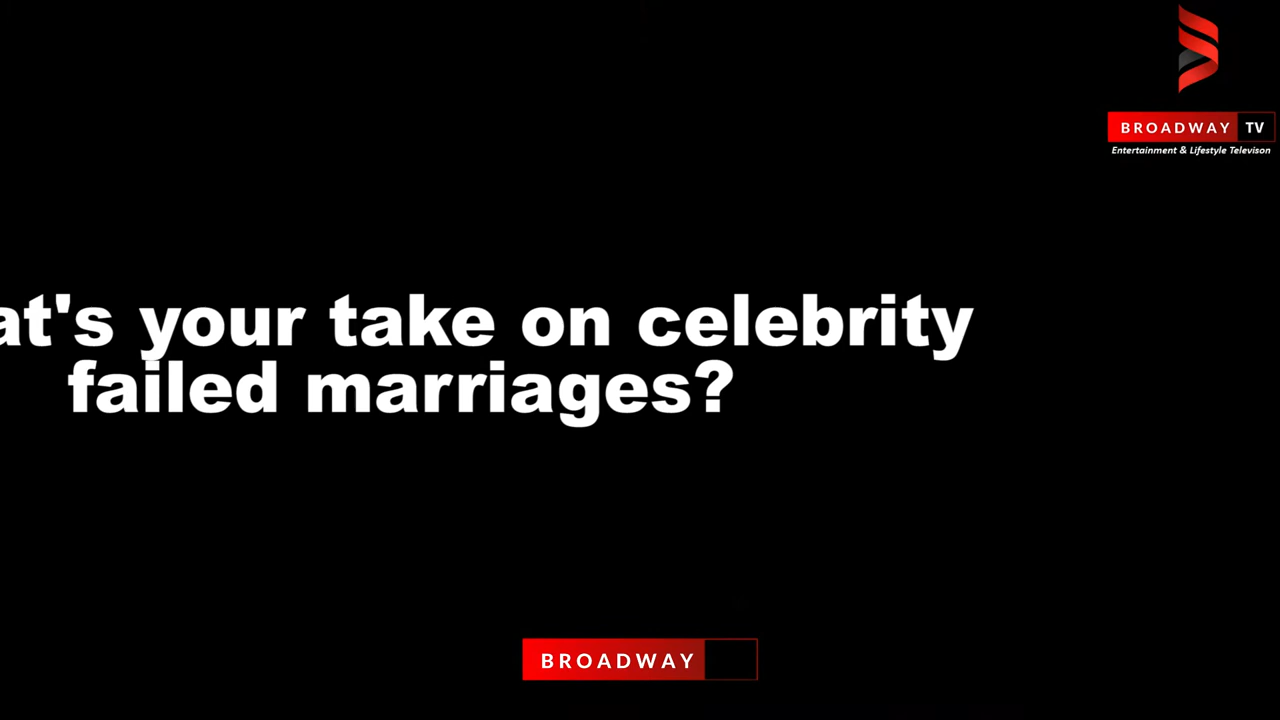 BROADWAY TV
Entertainment & Lifestyle Televison
at's your take on celebrity
failed marriages?
BROADWAY